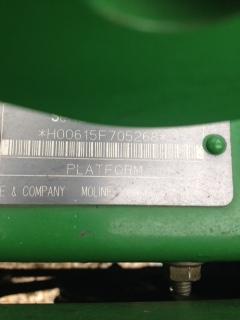 *H00615F705268*
PLATFORM
E & COMPANY MOLINE